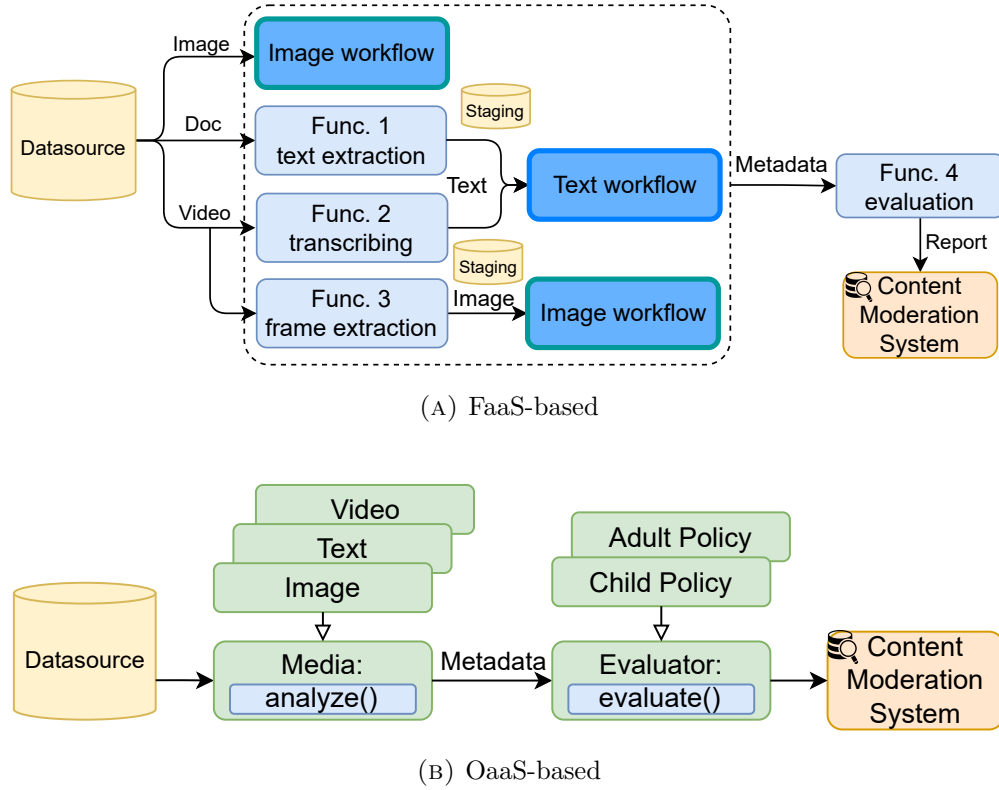 Image
Image workflow
Datasource
Doc
Func. 1
text extraction
Staging
Text
Text workflow
Metadata
Func. 4
evaluation
Video
Func. 2
transcribing
Staging
Report
Func. 3
frame extraction
Image
Image workflow
Content
Moderation
System
(A) FaaS-based
Video
Text
Image
Adult Policy
Child Policy
Datasource
Media:
analyze()
Metadata
Evaluator:
evaluate()
Content
Moderation
System
(B) OaaS-based